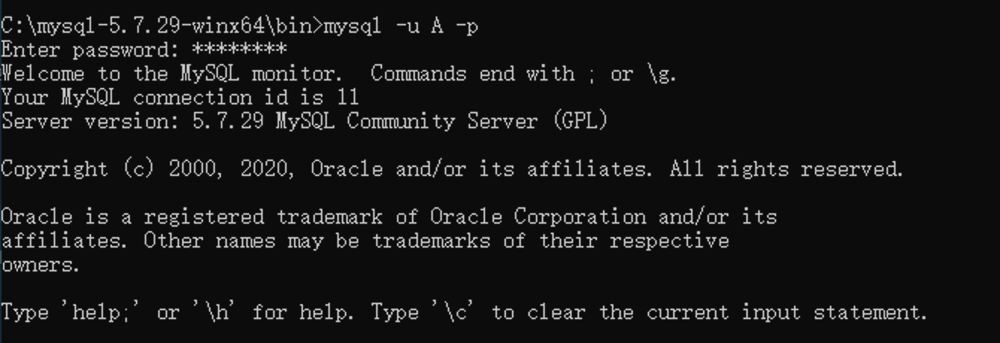 C:\mysql-5.7.29-winx64\bin>mysql -u A -p
Enter password: ********
Welcome to the MySQL monitor.  Commands end with ; or \g.
Your MySQL connection id is 11
Server version: 5.7.29 MySQL Community Server (GPL)
Copyright (c) 2000, 2020, Oracle and/or its affiliates. All rights reserved.
Oracle is a registered trademark of Oracle Corporation and/or its
affiliates. Other names may be trademarks of their respective
owners.
Type 'help;' or '\h' for help. Type '\c' to clear the current input statement.